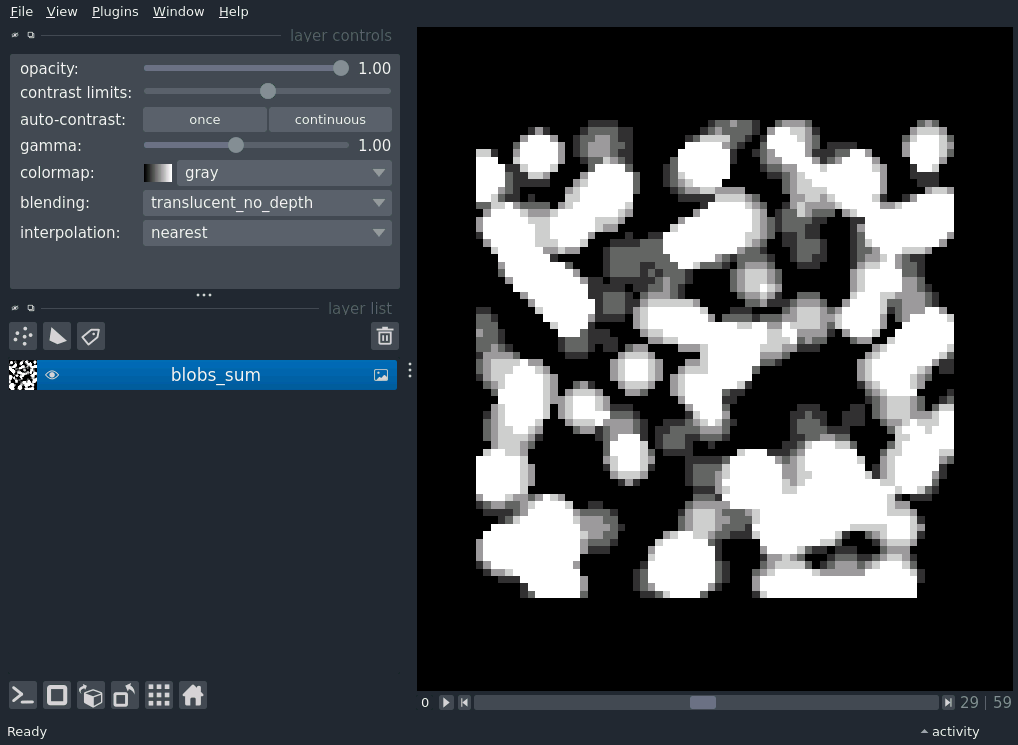 File View Plugins Window Help
layer controls
opacity: 1.00
contrast limits:
auto-contrast: once continuous
gamma: 1.00
colormap: gray
blending: translucent_no_depth
interpolation: nearest
layer list
blobs_sum
0 29 | 59
Ready activity